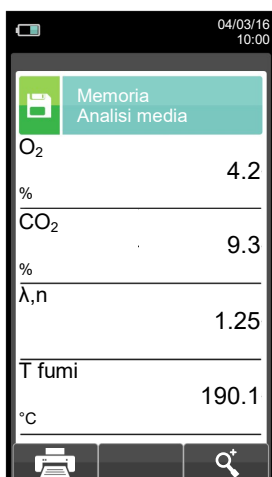 04/03/16
10:00
Memoria
Analisi media
O₂
4.2
%
CO₂
9.3
%
λ,n
1.25
T fumi
190.1
°C